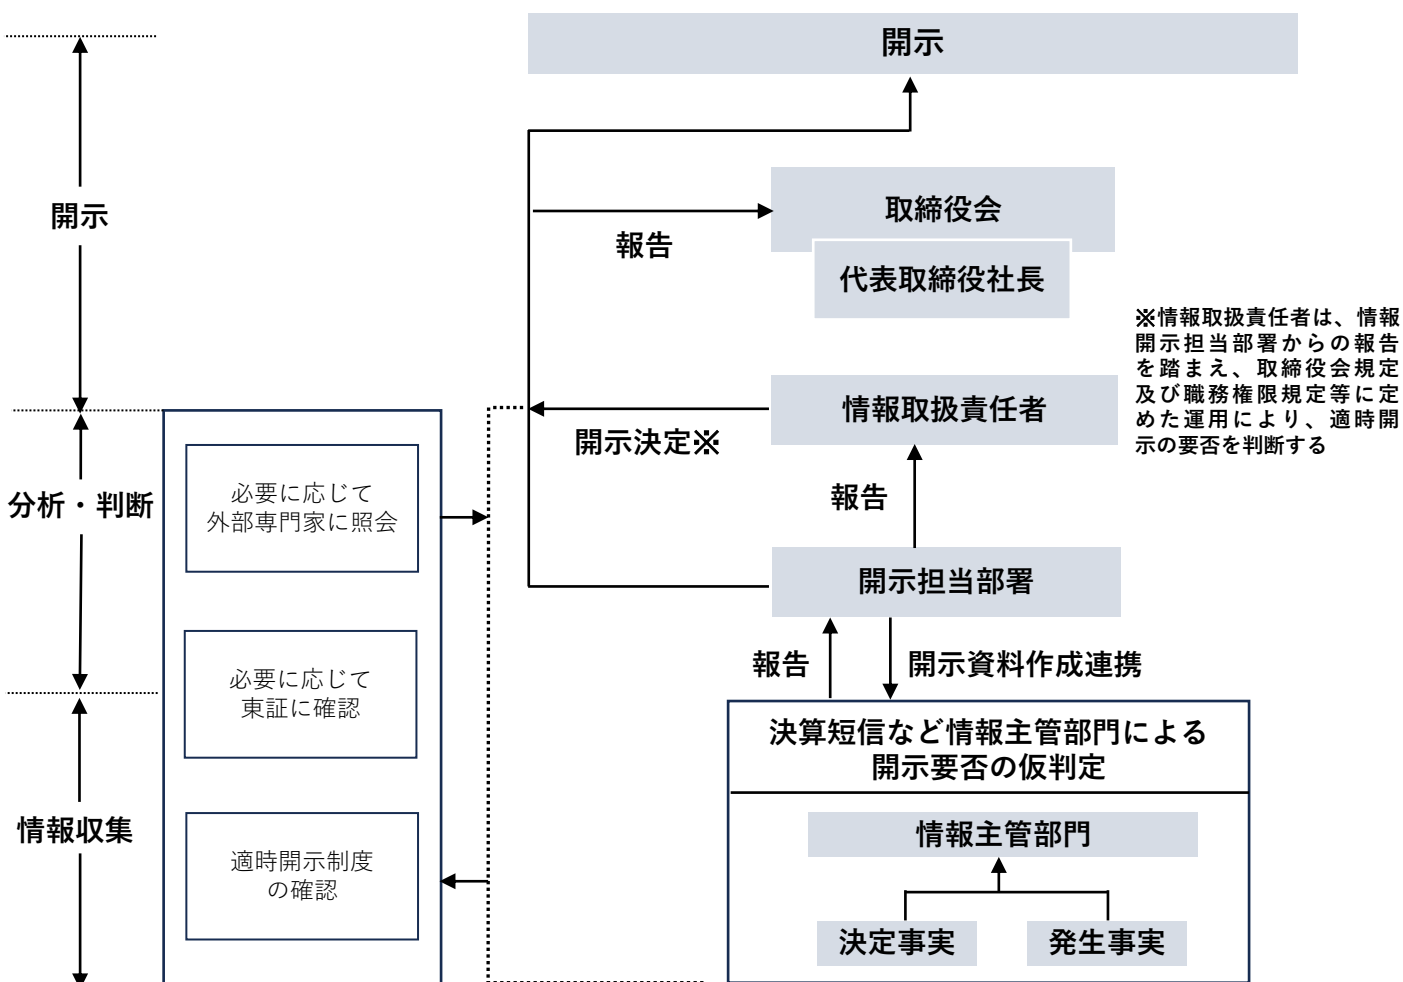 開示
開示
取締役会
報告
代表取締役社長
※情報取扱責任者は、情報
開示担当部署からの報告
を踏まえ、取締役会規定
及び職務権限規定等に定
めた運用により、適時開
示の要否を判断する
情報取扱責任者
開示決定※
分析・判断
必要に応じて
外部専門家に照会
報告
開示担当部署
必要に応じて
東証に確認
報告
開示資料作成連携
決算短信など情報主管部門による
開示要否の仮判定
情報収集
適時開示制度
の確認
情報主管部門
決定事実
発生事実